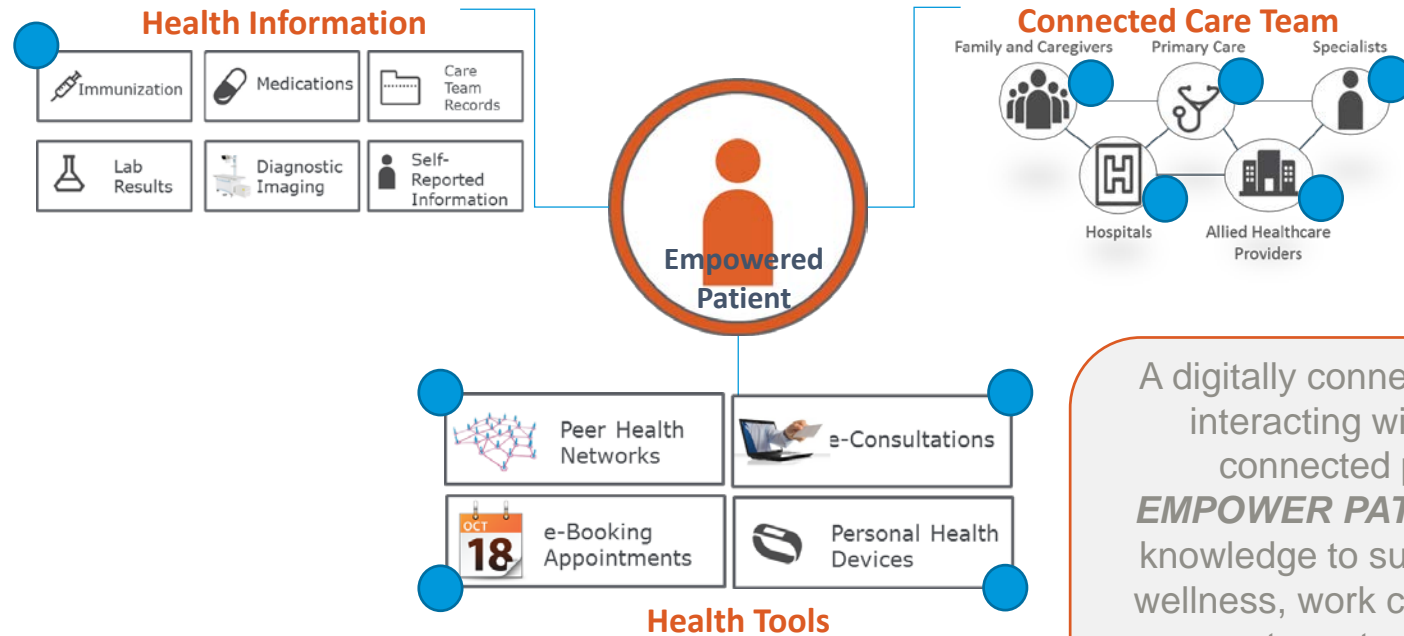 Health Information
Immunization
Medications
Care
Team
Records
Lab
Results
Diagnostic
Imaging
Self-
Reported
Information
Connected Care Team
Family and Caregivers
Primary Care
Specialists
Hospitals
Allied Healthcare
Providers
H
Empowered
Patient
Peer Health
Networks
e-Consultations
OCT
18
e-Booking
Appointments
Personal Health
Devices
Health Tools
A digitally conne
interacting wi
connected
EMPOWER PAT
knowledge to su
wellness, work c